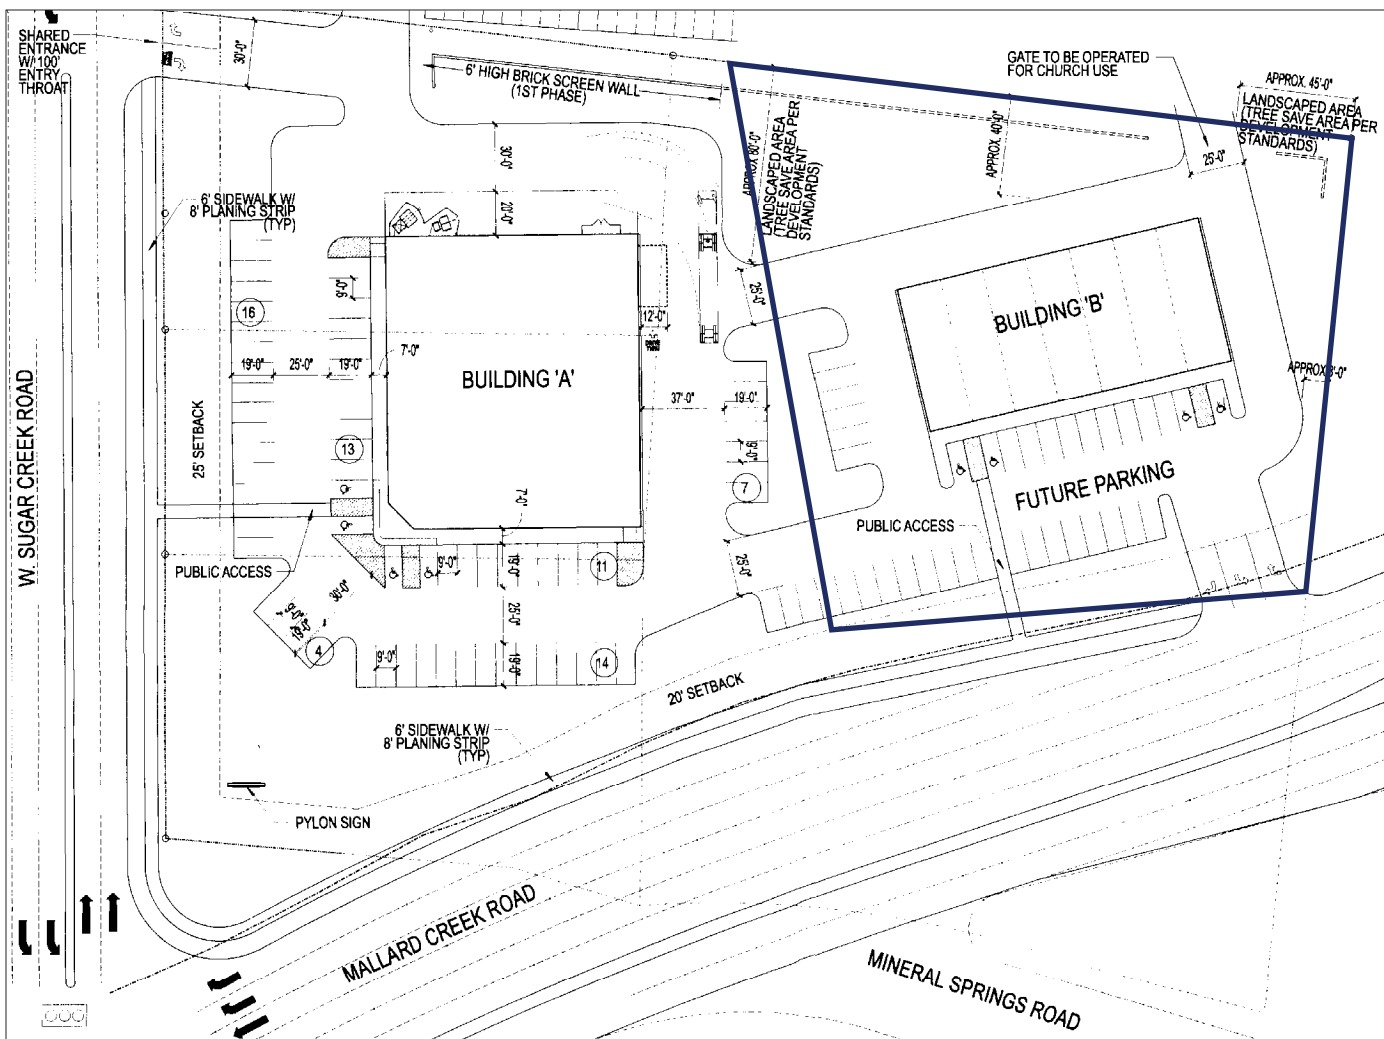 SHARED
ENTRANCE
W/ 100'
ENTRY
THROAT
30'-0"
6' HIGH BRICK SCREEN WALL
(1ST PHASE)
GATE TO BE OPERATED
FOR CHURCH USE
APPROX. 45'-0"
LANDSCAPED AREA
(TREE SAVE AREA PER
DEVELOPMENT
STANDARDS)
25'-0"
APPROX. 40'-0"
APPROX 80'-0"
LANDSCAPED AREA
(TREE SAVE AREA PER
DEVELOPMENT
STANDARDS)
30'-0"
20'-0"
6' SIDEWALK W/
8' PLANING STRIP
(TYP)
9'-0"
16
12'-0"
25'-0"
BUILDING 'B'
19'-0"
25'-0"
19'-0"
7'-0"
BUILDING 'A'
37'-0"
19'-0"
W. SUGAR CREEK ROAD
25' SETBACK
13
9'-0"
7
7'-0"
FUTURE PARKING
PUBLIC ACCESS
PUBLIC ACCESS
19'-0"
9'-0"
11
25'-0"
30'-0"
9'-0"
19'-0"
4
25'-0"
9'-0"
19'-0"
14
20' SETBACK
6' SIDEWALK W/
8' PLANING STRIP
(TYP)
PYLON SIGN
MALLARD CREEK ROAD
MINERAL SPRINGS ROAD